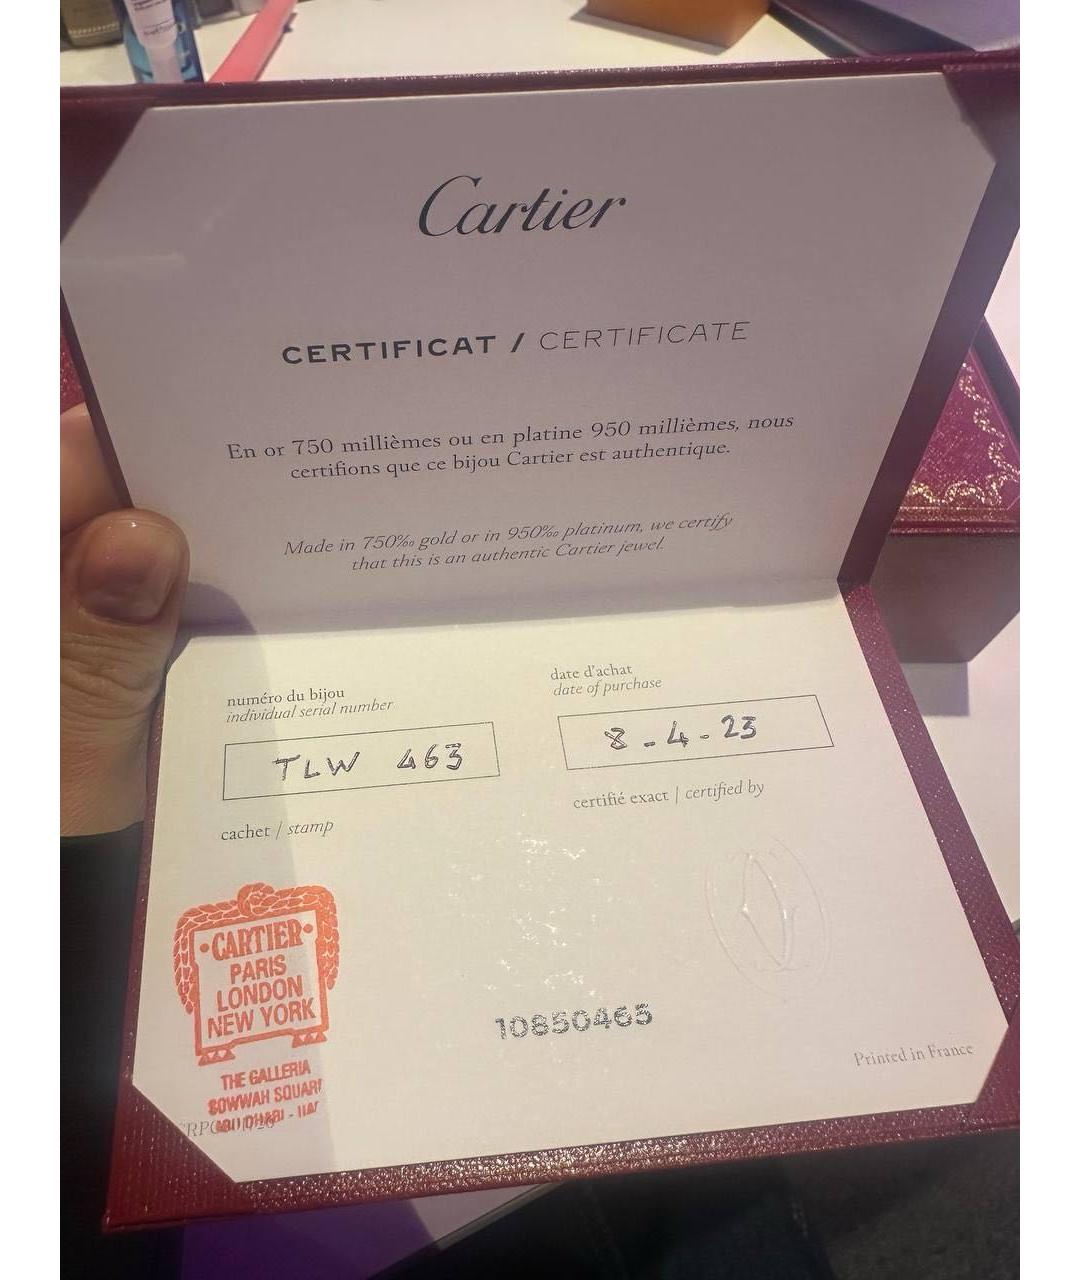 Cartier
CERTIFICAT / CERTIFICATE
En or 750 millièmes ou en platine 950 millièmes, nous
certifions que ce bijou Cartier est authentique.
Made in 750‰ gold or in 950‰ platinum, we certify
that this is an authentic Cartier jewel.
numéro du bijou
individual serial number
date d'achat
date of purchase
TLW 463
8-4-23
cachet / stamp
certifié exact | certified by
CARTIER
PARIS
LONDON
NEW YORK
THE GALLERIA
SOWWAH SQUARE
ABU DHABI - UAE
10850465
Printed in France